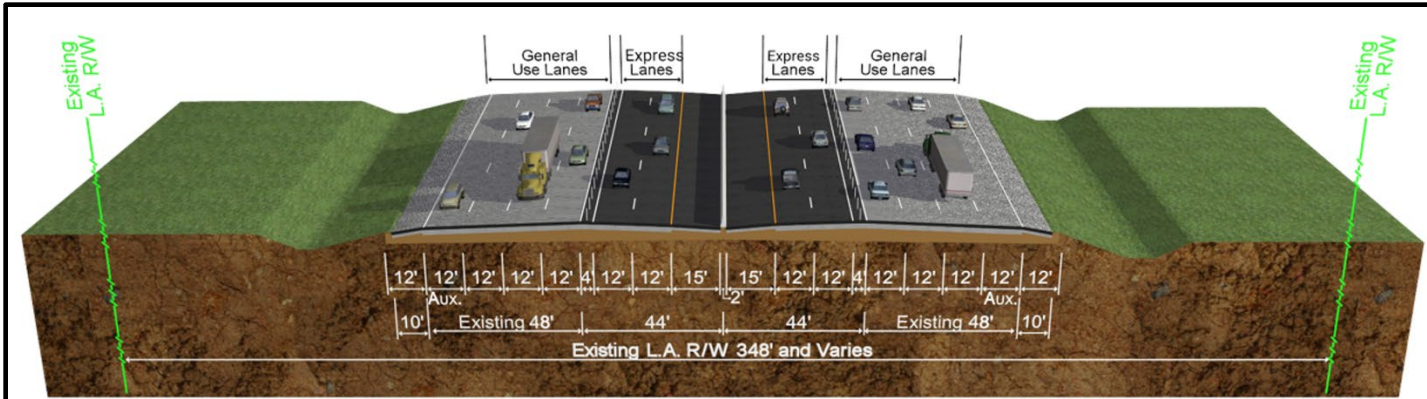 Existing
L.A. R/W
General
Use Lanes
Express
Lanes
Express
Lanes
General
Use Lanes
Existing
L.A. R/W
12' 12' 12' 12' 12' 4' 12' 12' 15' 15' 12' 12' 4' 12' 12' 12' 12' 12'
Aux. 2' Aux.
10' Existing 48' 44' 44' Existing 48' 10'
Existing L.A. R/W 348' and Varies